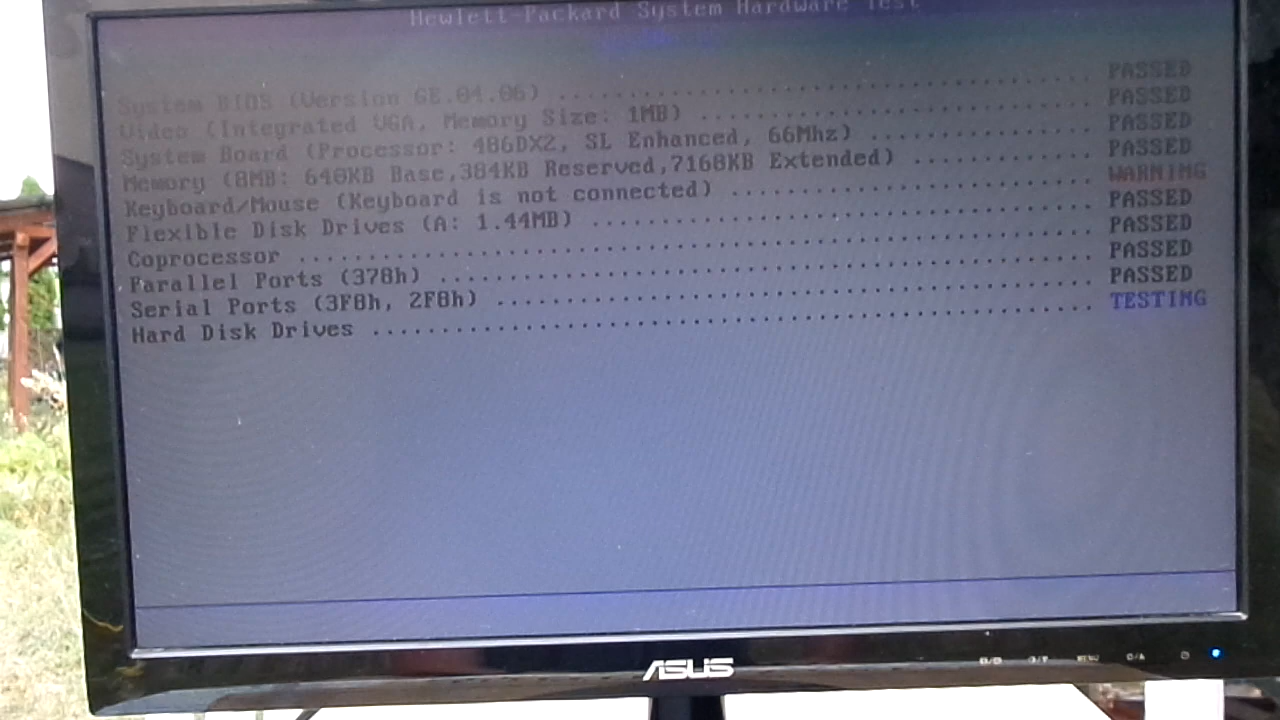 Hewlett-Packard System Hardware Test
System BIOS (Version GE.04.06) ........................................ PASSED
Video (Integrated VGA, Memory Size: 1MB) .............................. PASSED
System Board (Processor: 486DX2, SL Enhanced, 66Mhz) .................. PASSED
Memory (8MB: 640KB Base,384KB Reserved,7168KB Extended) ............... PASSED
Keyboard/Mouse (Keyboard is not connected) ............................ WARNING
Flexible Disk Drives (A: 1.44MB) ...................................... PASSED
Coprocessor ........................................................... PASSED
Parallel Ports (378h) ................................................. PASSED
Serial Ports (3F8h, 2F8h) ............................................. PASSED
Hard Disk Drives ...................................................... TESTING
ASUS
MENU